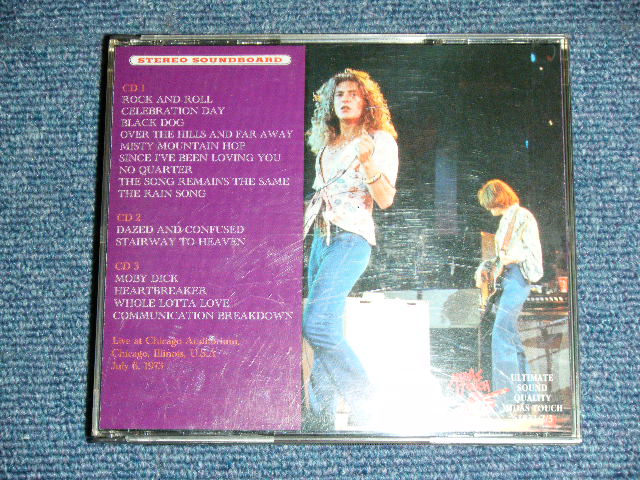 STEREO SOUNDBOARD
CD 1
ROCK AND ROLL
CELEBRATION DAY
BLACK DOG
OVER THE HILLS AND FAR AWAY
MISTY MOUNTAIN HOP
SINCE I'VE BEEN LOVING YOU
NO QUARTER
THE SONG REMAINS THE SAME
THE RAIN SONG
CD 2
DAZED AND CONFUSED
STAIRWAY TO HEAVEN
CD 3
MOBY DICK
HEARTBREAKER
WHOLE LOTTA LOVE
COMMUNICATION BREAKDOWN
Live at Chicago Auditorium,
Chicago, Illinois, U.S.A
July 6, 1973
ULTIMATE
SOUND
QUALITY
MIDAS TOUCH